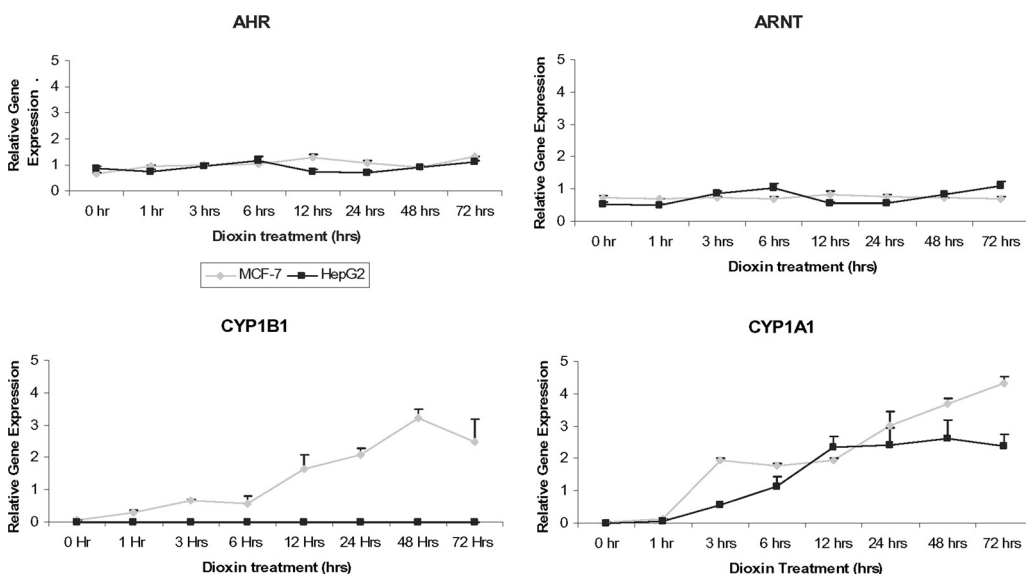 AHR
Relative Gene
Expression .
5
4
3
2
1
0
0 hr 1 hr 3 hrs 6 hrs 12 hrs 24 hrs 48 hrs 72 hrs
Dioxin treatment (hrs)
MCF-7 HepG2
ARNT
Relative Gene Expression
5
4
3
2
1
0
0 hr 1 hr 3 hrs 6 hrs 12 hrs 24 hrs 48 hrs 72 hrs
Dioxin treatment (hrs)
CYP1B1
Relative Gene Expression
5
4
3
2
1
0
0 Hr 1 Hr 3 Hrs 6 Hrs 12 Hrs 24 Hrs 48 Hrs 72 Hrs
Dioxin treatment (hrs)
CYP1A1
Relative Gene Expression
5
4
3
2
1
0
0 hr 1 hr 3 hrs 6 hrs 12 hrs 24 hrs 48 hrs 72 hrs
Dioxin Treatment (hrs)